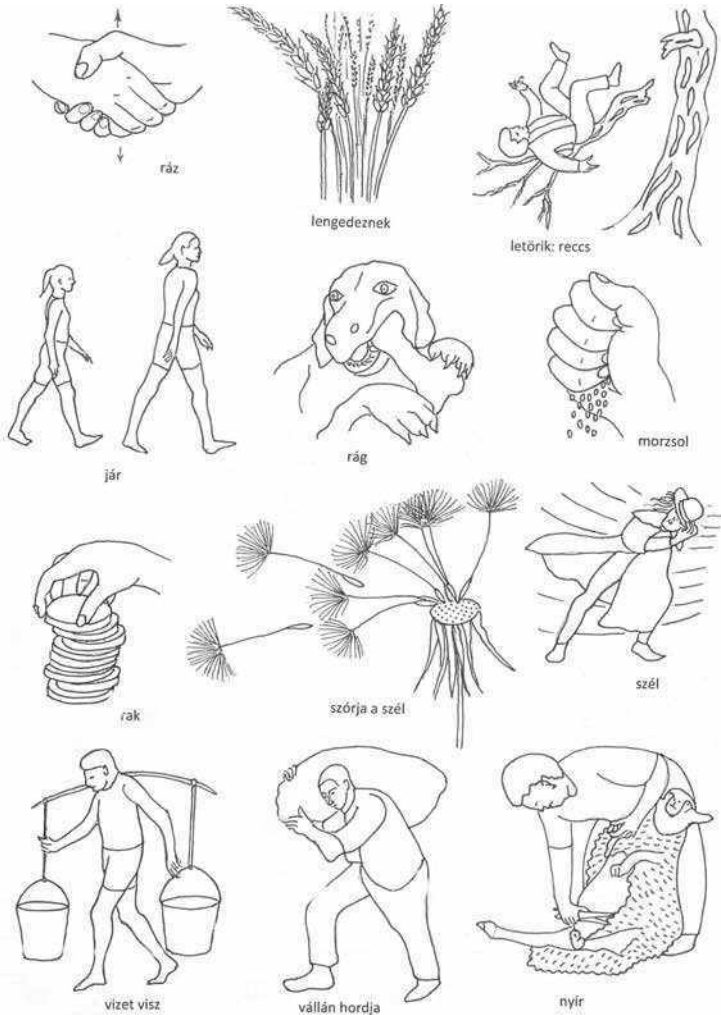 ráz
lengedeznek
letörik: reccs
jár
rág
morzsol
rak
szórja a szél
szél
vizet visz
vállán hordja
nyír